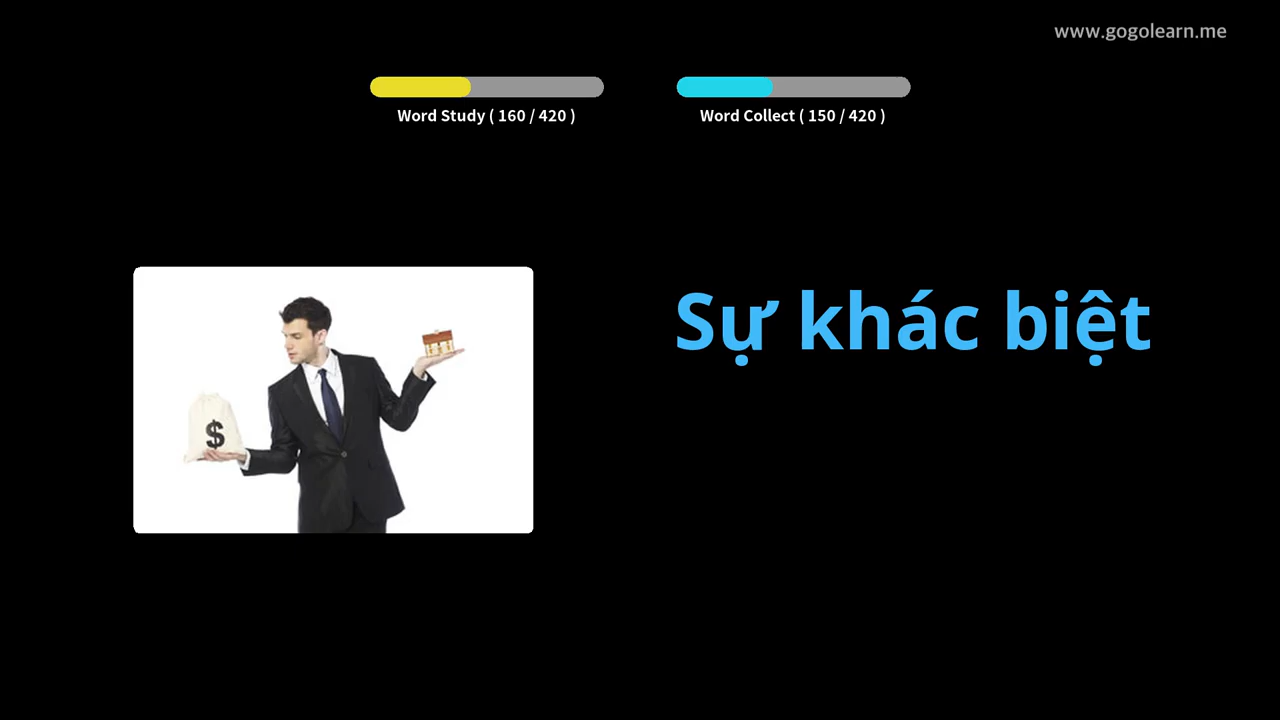 www.gogolearn.me
Word Study ( 160 / 420 )
Word Collect ( 150 / 420 )
$
Sự khác biệt